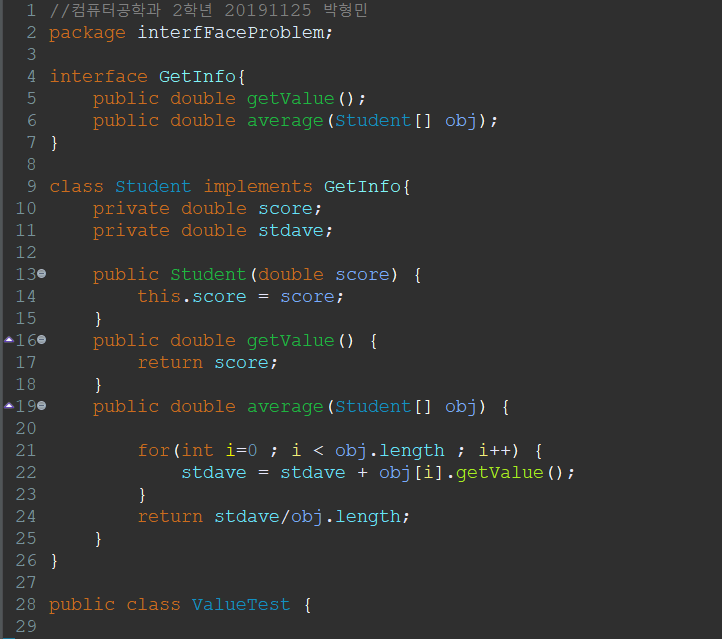 1 //컴퓨터공학과 2학년 20191125 박형민
2 package interfFaceProblem;
3
4 interface GetInfo{
5     public double getValue();
6     public double average(Student[] obj);
7 }
8
9 class Student implements GetInfo{
10     private double score;
11     private double stdave;
12
13     public Student(double score) {
14         this.score = score;
15     }
16     public double getValue() {
17         return score;
18     }
19     public double average(Student[] obj) {
20
21         for(int i=0 ; i < obj.length ; i++) {
22             stdave = stdave + obj[i].getValue();
23         }
24         return stdave/obj.length;
25     }
26 }
27
28 public class ValueTest {
29